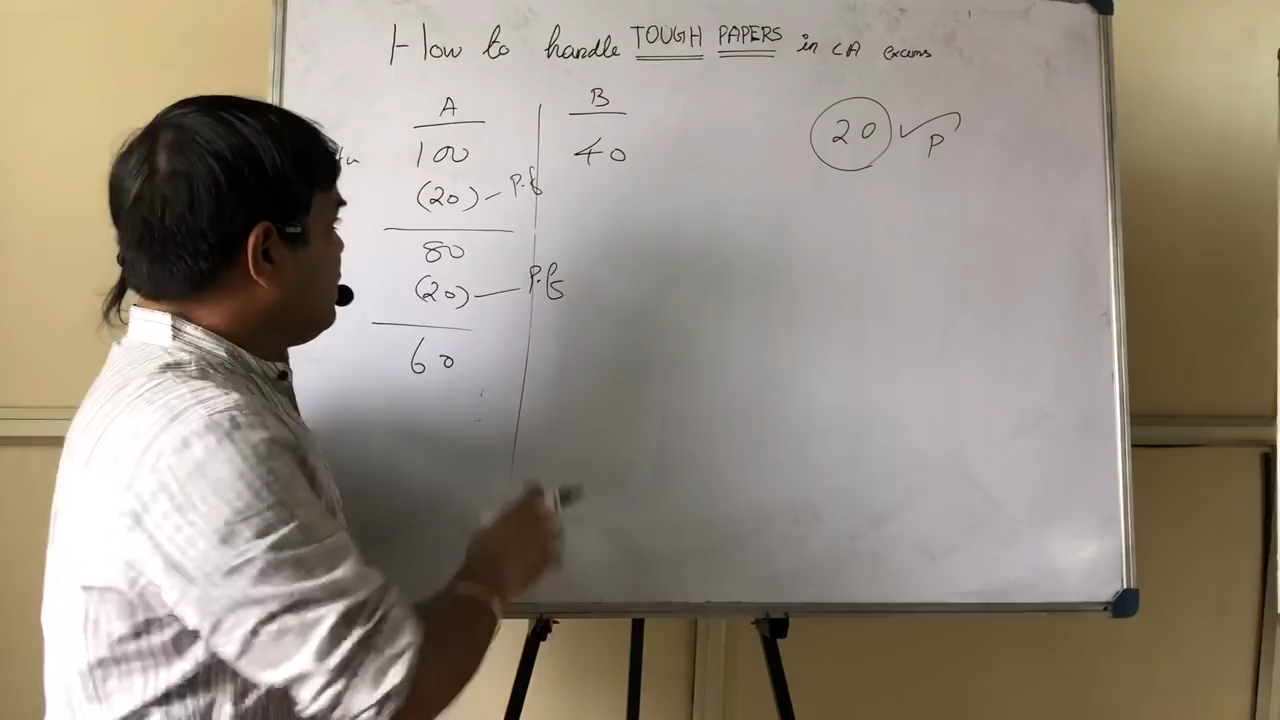 How to handle TOUGH PAPERS in CA exams
A
B
100
40
(20) - P.f
80
(20) - P.f
60
20 P